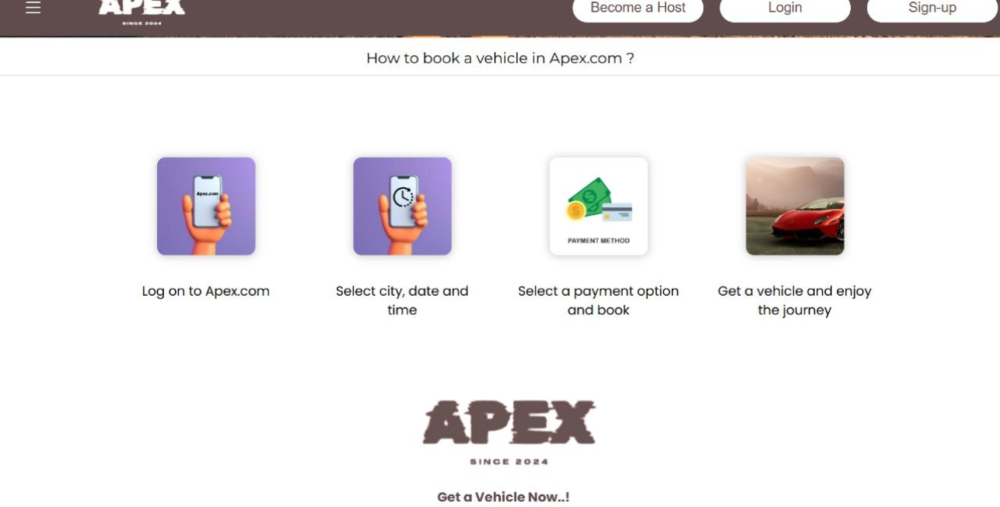 APEX
SINCE 2024
Become a Host
Login
Sign-up
How to book a vehicle in Apex.com ?
Apex.com
PAYMENT METHOD
Log on to Apex.com
Select city, date and
time
Select a payment option
and book
Get a vehicle and enjoy
the journey
APEX
SINCE 2024
Get a Vehicle Now..!